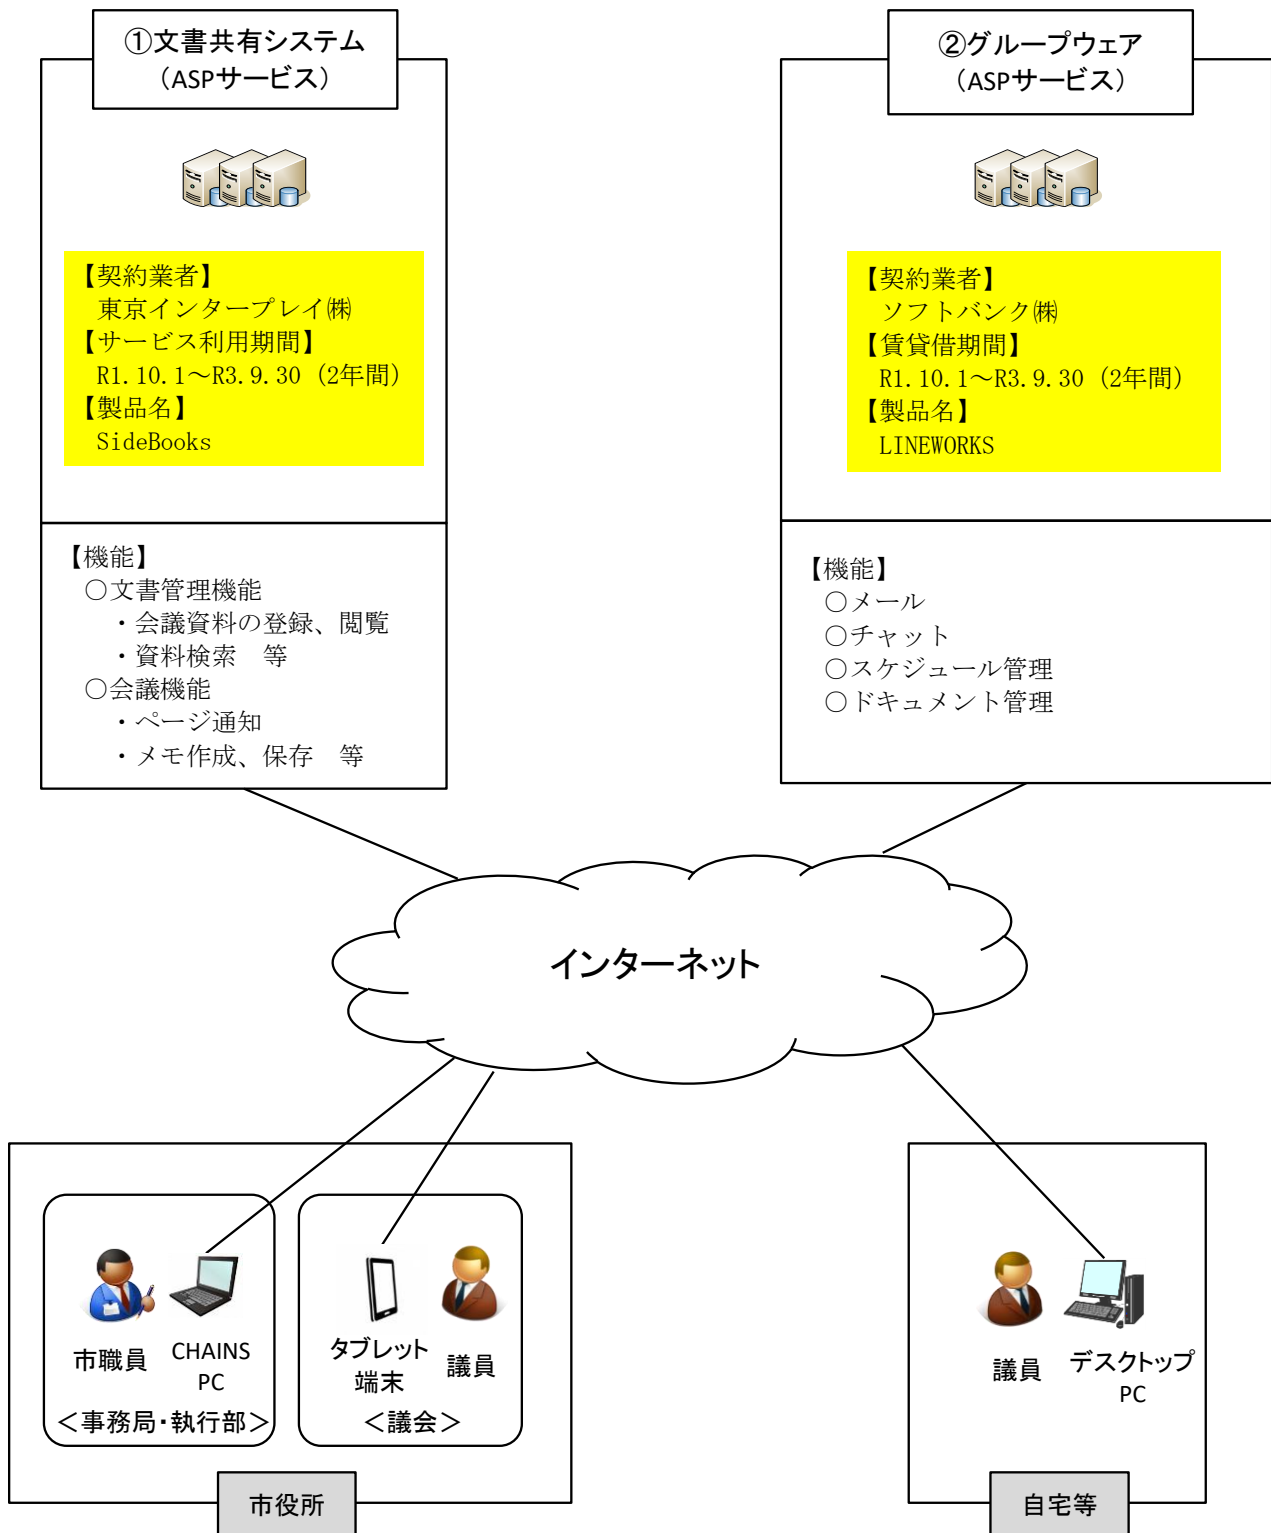 ①文書共有システム
（ASPサービス）
【契約業者】
東京インタープレイ㈱
【サービス利用期間】
R1.10.1～R3.9.30（2年間）
【製品名】
SideBooks
【機能】
○文書管理機能
・会議資料の登録、閲覧
・資料検索　等
○会議機能
・ページ通知
・メモ作成、保存　等
②グループウェア
（ASPサービス）
【契約業者】
ソフトバンク㈱
【賃貸借期間】
R1.10.1～R3.9.30（2年間）
【製品名】
LINEWORKS
【機能】
○メール
○チャット
○スケジュール管理
○ドキュメント管理
インターネット
市職員
CHAINS
PC
＜事務局・執行部＞
タブレット
端末
議員
＜議会＞
市役所
議員
デスクトップ
PC
自宅等